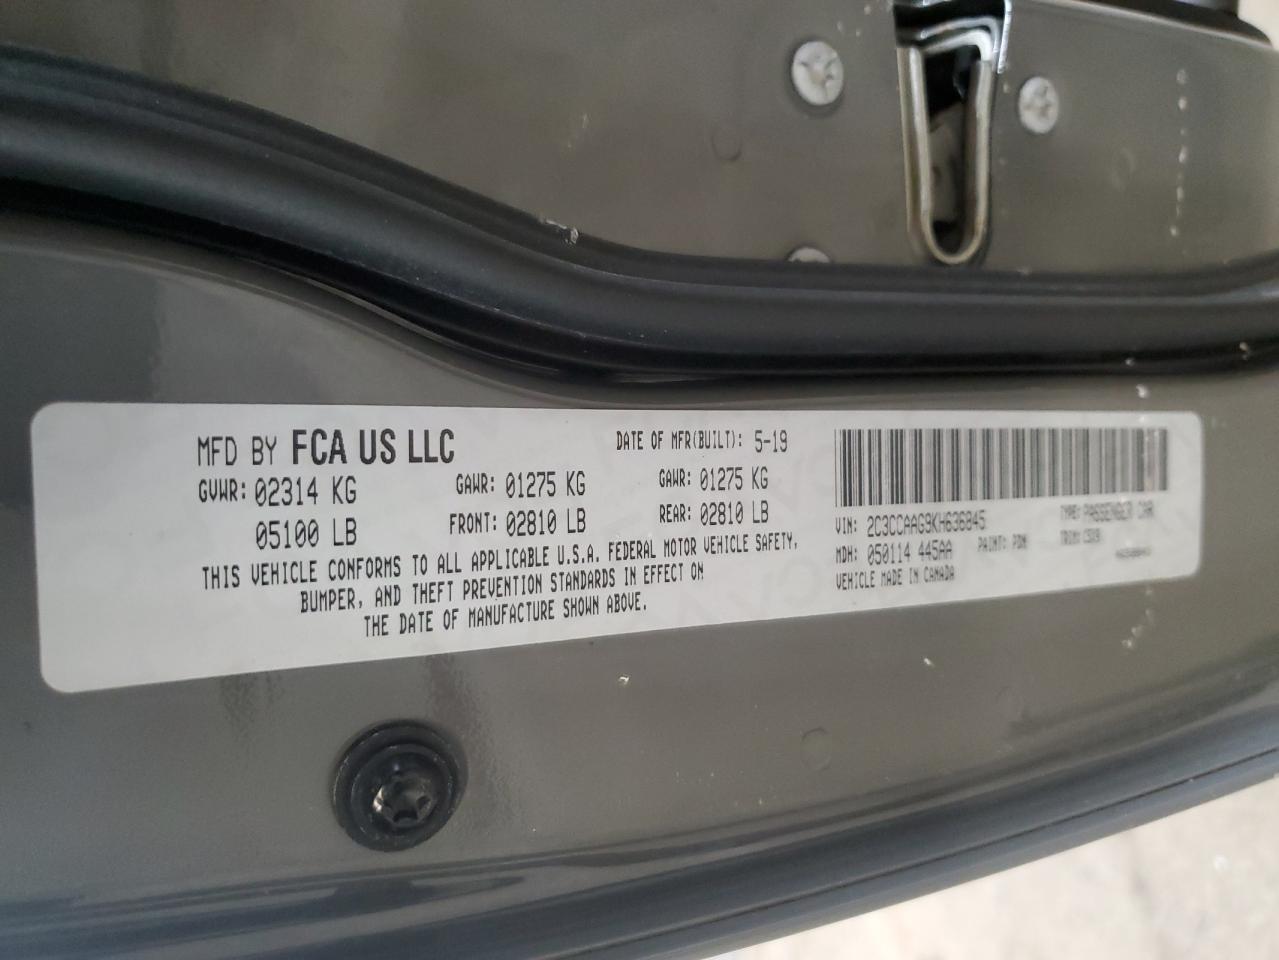 MFD BY FCA US LLC DATE OF MFR(BUILT): 5-19
GVWR: 02314 KG GAWR: 01275 KG GAWR: 01275 KG
05100 LB FRONT: 02810 LB REAR: 02810 LB
THIS VEHICLE CONFORMS TO ALL APPLICABLE U.S.A. FEDERAL MOTOR VEHICLE SAFETY,
BUMPER, AND THEFT PREVENTION STANDARDS IN EFFECT ON
THE DATE OF MANUFACTURE SHOWN ABOVE.
VIN: 2C3CCAAG9KH636845 TYPE: PASSENGER CAR
MDH: 050114 445AA PAINT: PDN TRIM:
VEHICLE MADE IN CANADA